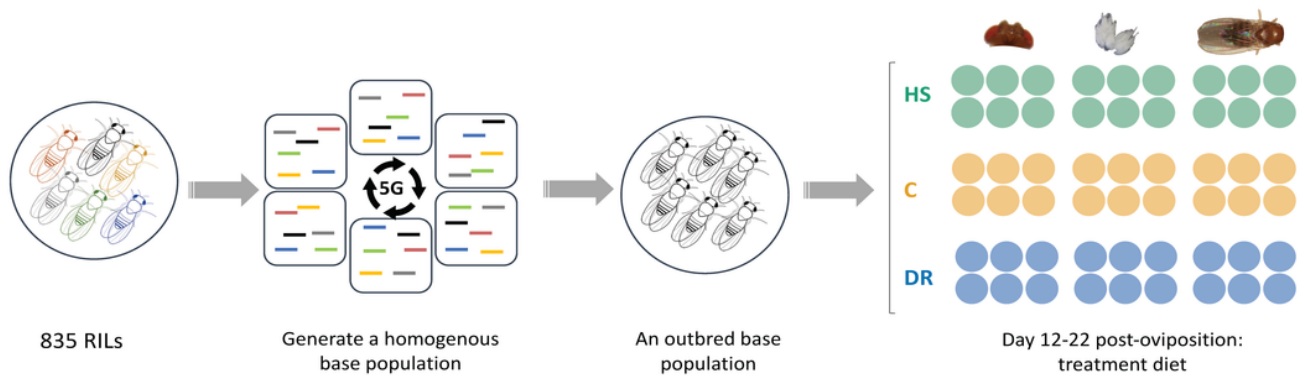 835 RILs
5G
Generate a homogenous
base population
An outbred base
population
HS
C
DR
Day 12-22 post-oviposition:
treatment diet